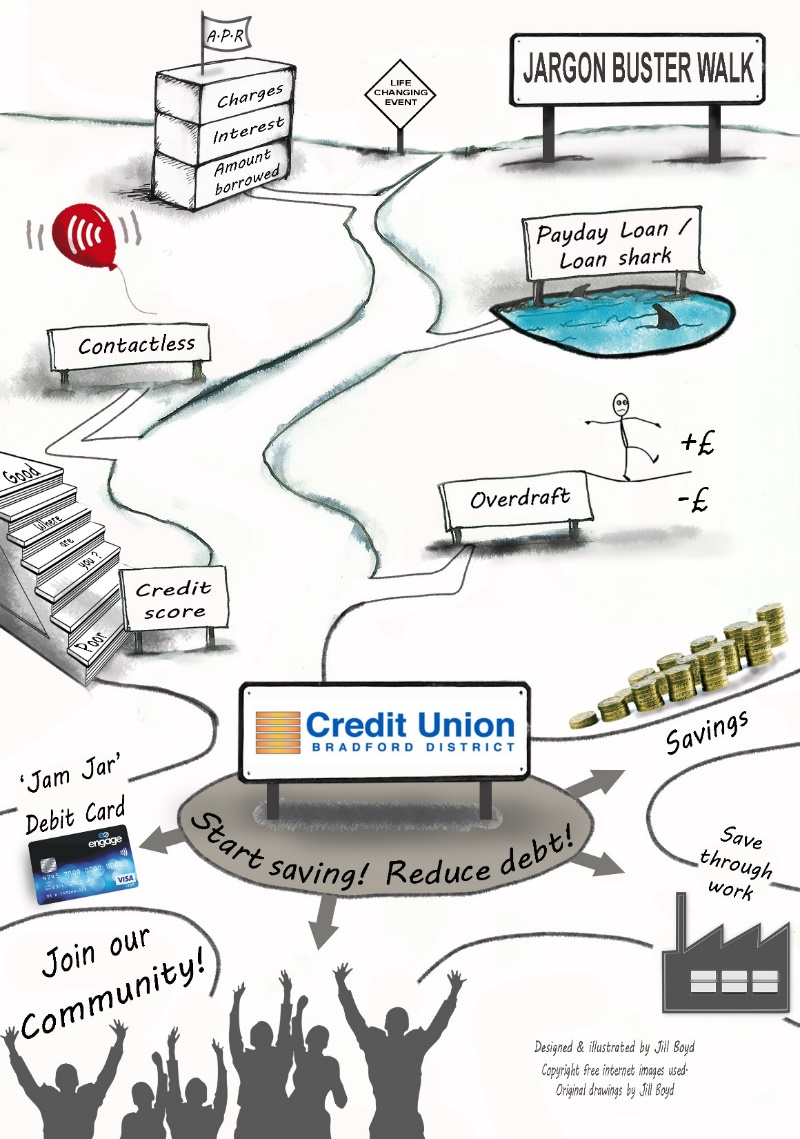 A.P.R
Charges
Interest
Amount
borrowed
LIFE
CHANGING
EVENT
JARGON BUSTER WALK
Payday Loan /
Loan shark
Contactless
+£
-£
Overdraft
Good
Where
are
you?
Poor
Credit
score
Credit Union
BRADFORD DISTRICT
Start saving! Reduce debt!
Savings
'Jam Jar'
Debit Card
engage
VISA
Save
through
work
Join our
Community!
Designed & illustrated by Jill Boyd
Copyright free internet images used.
Original drawings by Jill Boyd